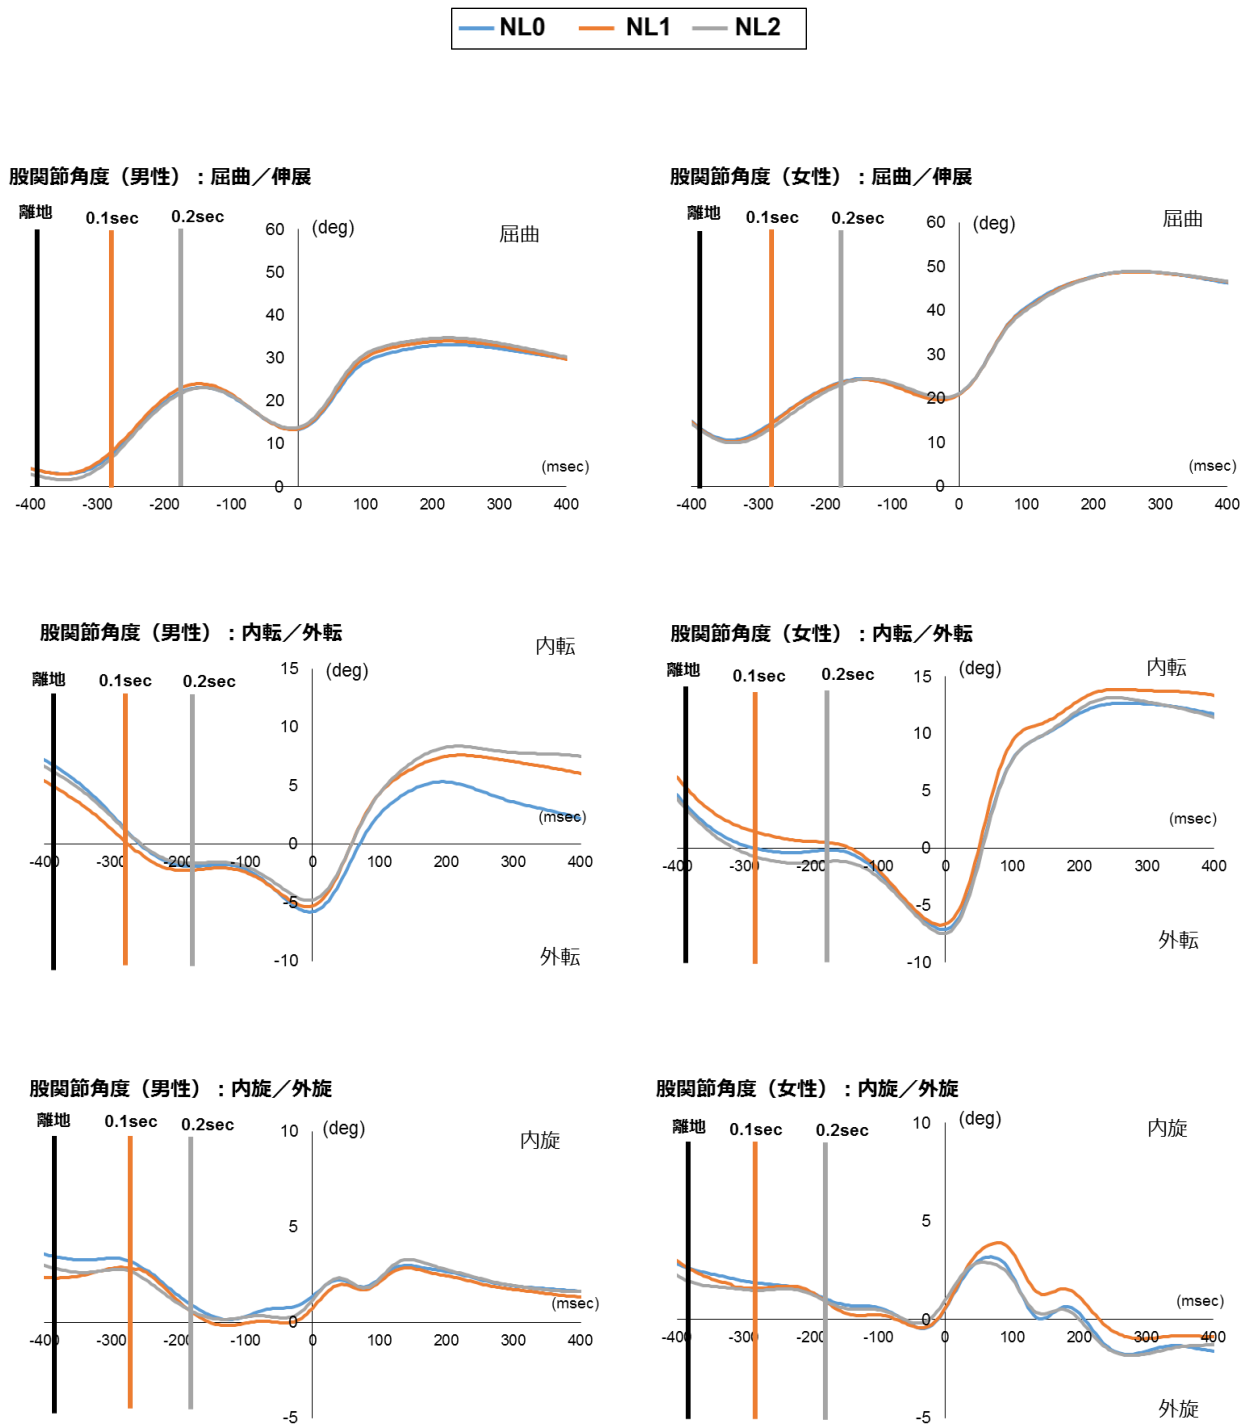 NL0 NL1 NL2
股関節角度（男性）：屈曲／伸展
離地 0.1sec 0.2sec
(deg)
屈曲
60
50
40
30
20
10
0
(msec)
-400 -300 -200 -100 0 100 200 300 400
股関節角度（女性）：屈曲／伸展
離地 0.1sec 0.2sec
(deg)
屈曲
60
50
40
30
20
10
0
(msec)
-400 -300 -200 -100 0 100 200 300 400
股関節角度（男性）：内転／外転
内転
離地 0.1sec 0.2sec
(deg)
15
10
5
0
-5
-10
(msec)
-400 -300 -200 -100 0 100 200 300 400
外転
股関節角度（女性）：内転／外転
離地 0.1sec 0.2sec
(deg)
内転
15
10
5
0
-5
-10
(msec)
-400 -300 -200 -100 0 100 200 300 400
外転
股関節角度（男性）：内旋／外旋
離地 0.1sec 0.2sec
(deg)
内旋
10
5
0
-5
(msec)
-400 -300 -200 -100 0 100 200 300 400
股関節角度（女性）：内旋／外旋
離地 0.1sec 0.2sec
(deg)
内旋
10
5
0
-5
(msec)
-400 -300 -200 -100 0 100 200 300 400
外旋